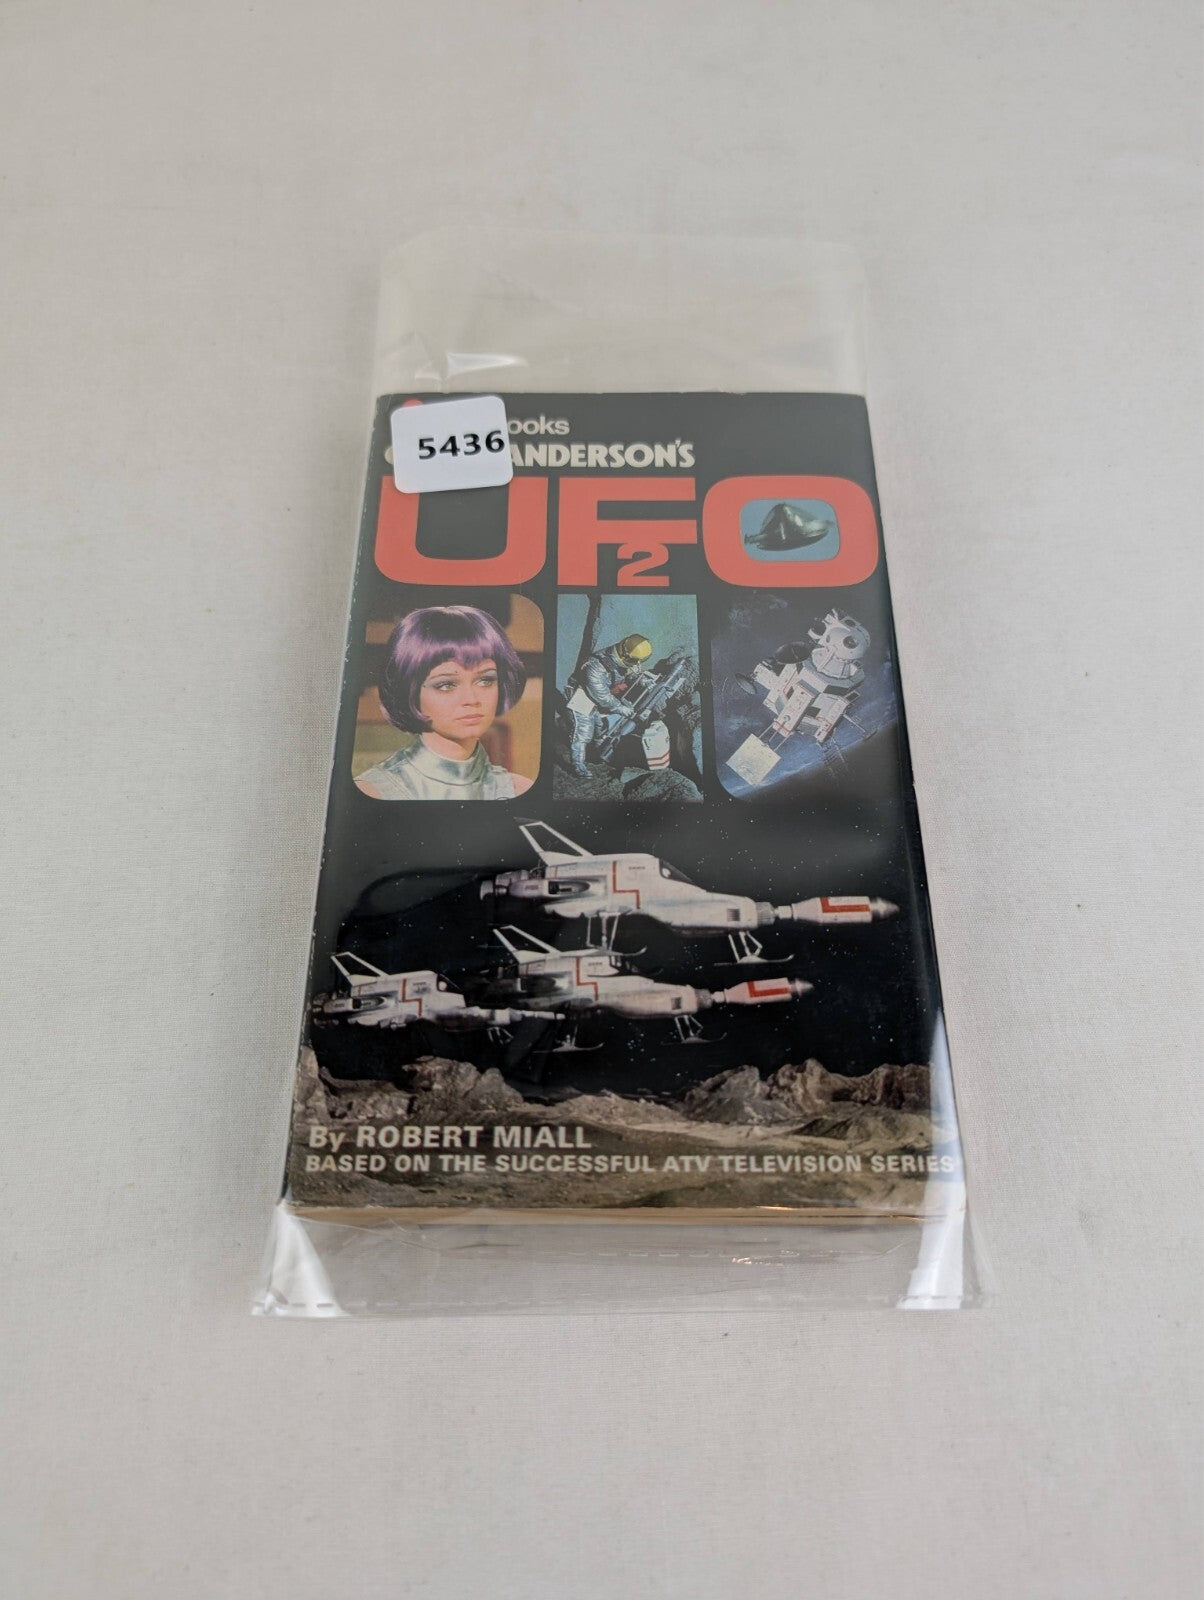 5436
ooks
ANDERSON'S
UFO
2
By ROBERT MIALL
BASED ON THE SUCCESSFUL ATV TELEVISION SERIES